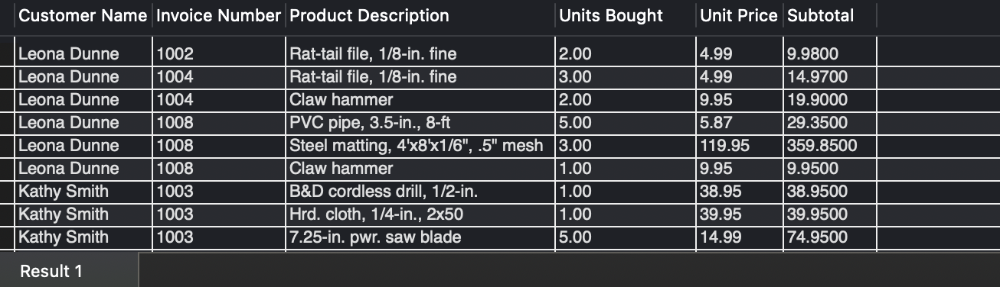 Customer Name Invoice Number Product Description Units Bought Unit Price Subtotal
Leona Dunne 1002 Rat-tail file, 1/8-in. fine 2.00 4.99 9.9800
Leona Dunne 1004 Rat-tail file, 1/8-in. fine 3.00 4.99 14.9700
Leona Dunne 1004 Claw hammer 2.00 9.95 19.9000
Leona Dunne 1008 PVC pipe, 3.5-in., 8-ft 5.00 5.87 29.3500
Leona Dunne 1008 Steel matting, 4'x8'x1/6", .5" mesh 3.00 119.95 359.8500
Leona Dunne 1008 Claw hammer 1.00 9.95 9.9500
Kathy Smith 1003 B&D cordless drill, 1/2-in. 1.00 38.95 38.9500
Kathy Smith 1003 Hrd. cloth, 1/4-in., 2x50 1.00 39.95 39.9500
Kathy Smith 1003 7.25-in. pwr. saw blade 5.00 14.99 74.9500
Result 1